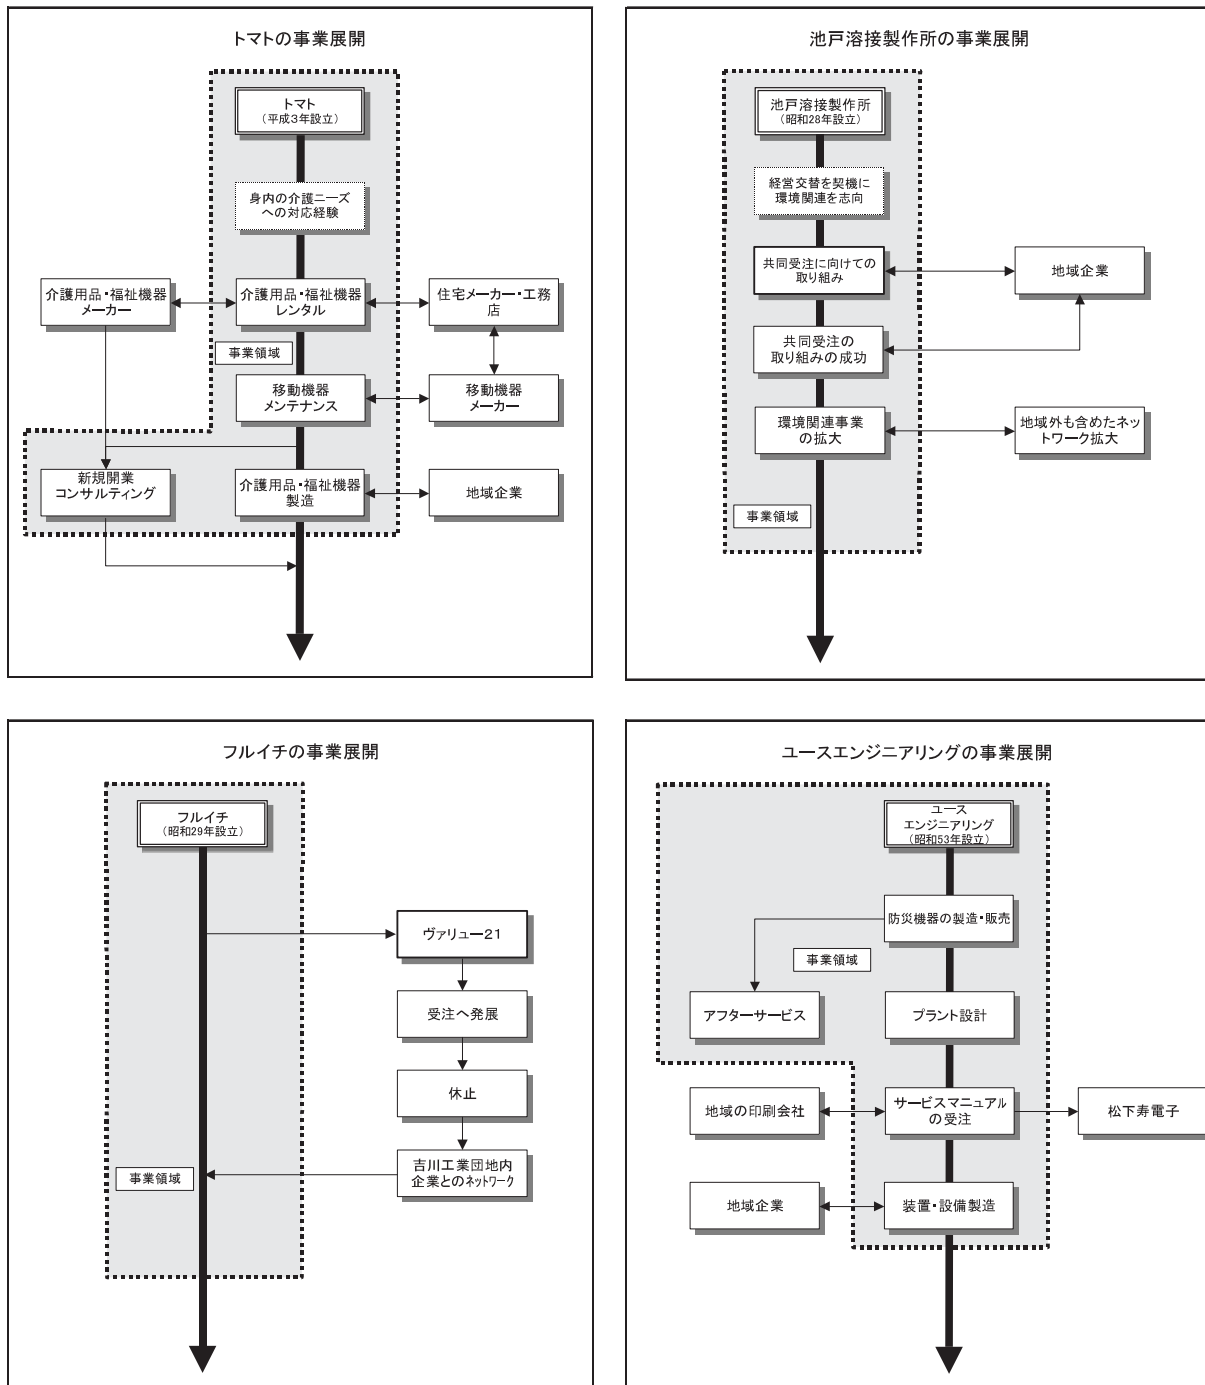 トマトの事業展開
トマト
（平成3年設立）
身内の介護ニーズ
への対応経験
介護用品・福祉機器
メーカー
介護用品・福祉機器
レンタル
住宅メーカー・工務
店
事業領域
移動機器
メンテナンス
移動機器
メーカー
新規開業
コンサルティング
介護用品・福祉機器
製造
地域企業
池戸溶接製作所の事業展開
池戸溶接製作所
（昭和28年設立）
経営交替を契機に
環境関連を志向
共同受注に向けての
取り組み
地域企業
共同受注の
取り組みの成功
環境関連事業
の拡大
地域外も含めたネッ
トワーク拡大
事業領域
フルイチの事業展開
フルイチ
（昭和29年設立）
ヴァリュー21
受注へ発展
休止
吉川工業団地内
企業とのネットワーク
事業領域
ユースエンジニアリングの事業展開
ユース
エンジニアリング
（昭和53年設立）
防災機器の製造・販売
事業領域
アフターサービス
プラント設計
地域の印刷会社
サービスマニュアル
の受注
松下寿電子
地域企業
装置・設備製造